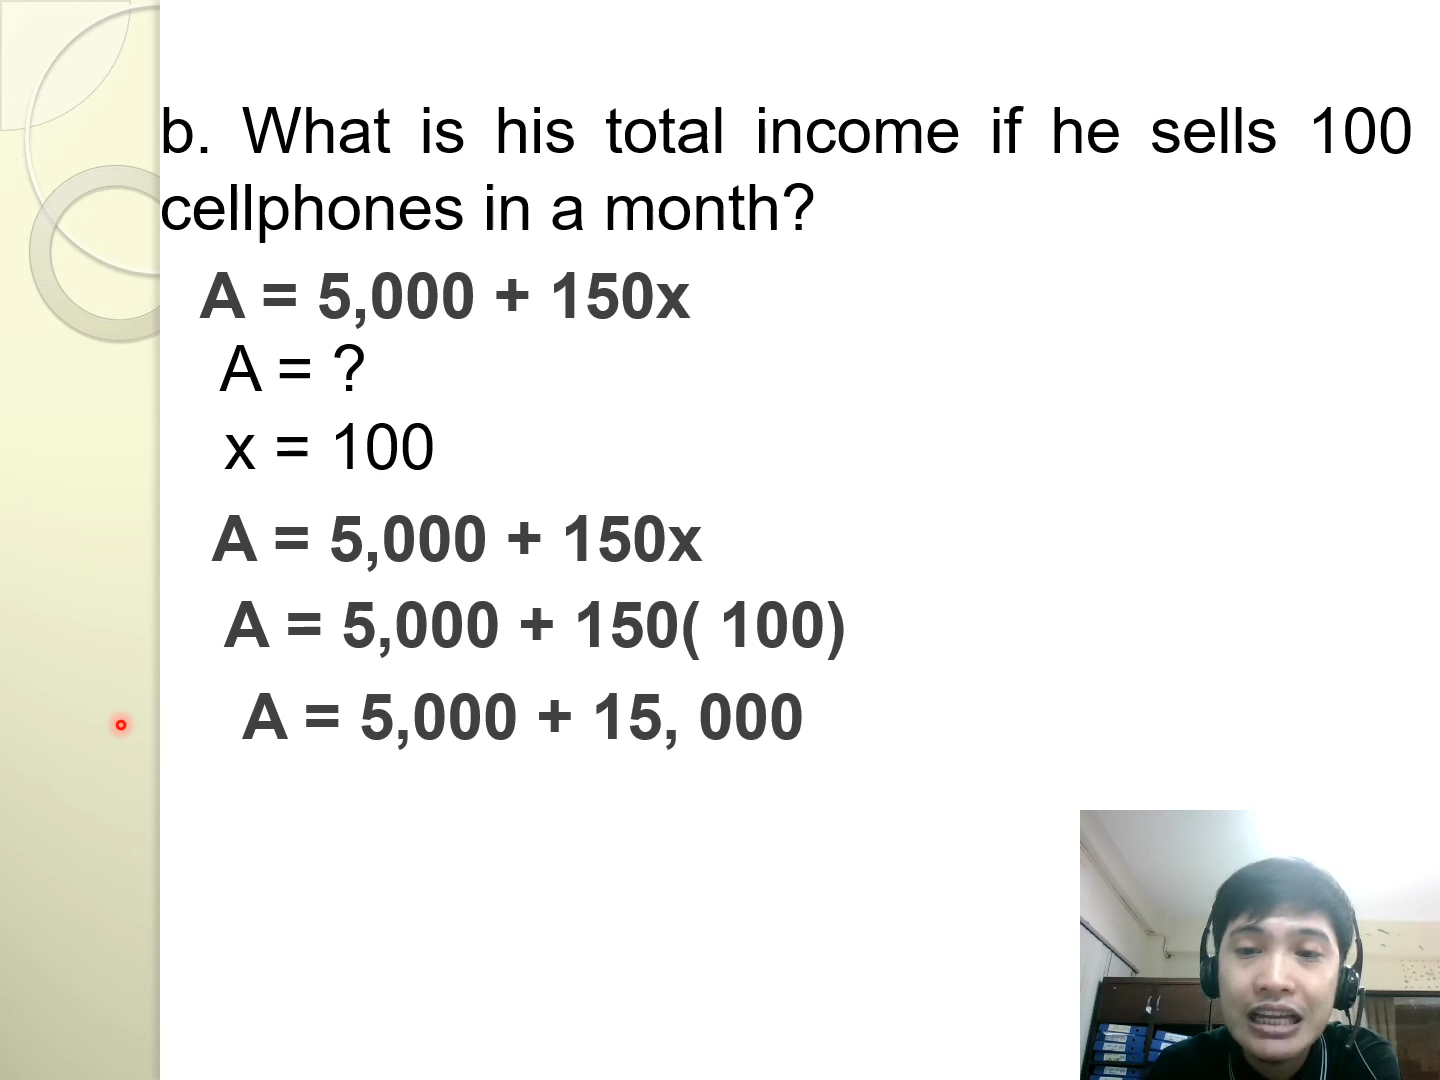 b. What is his total income if he sells 100
cellphones in a month?
A = 5,000 + 150x
A = ?
x = 100
A = 5,000 + 150x
A = 5,000 + 150( 100)
A = 5,000 + 15, 000